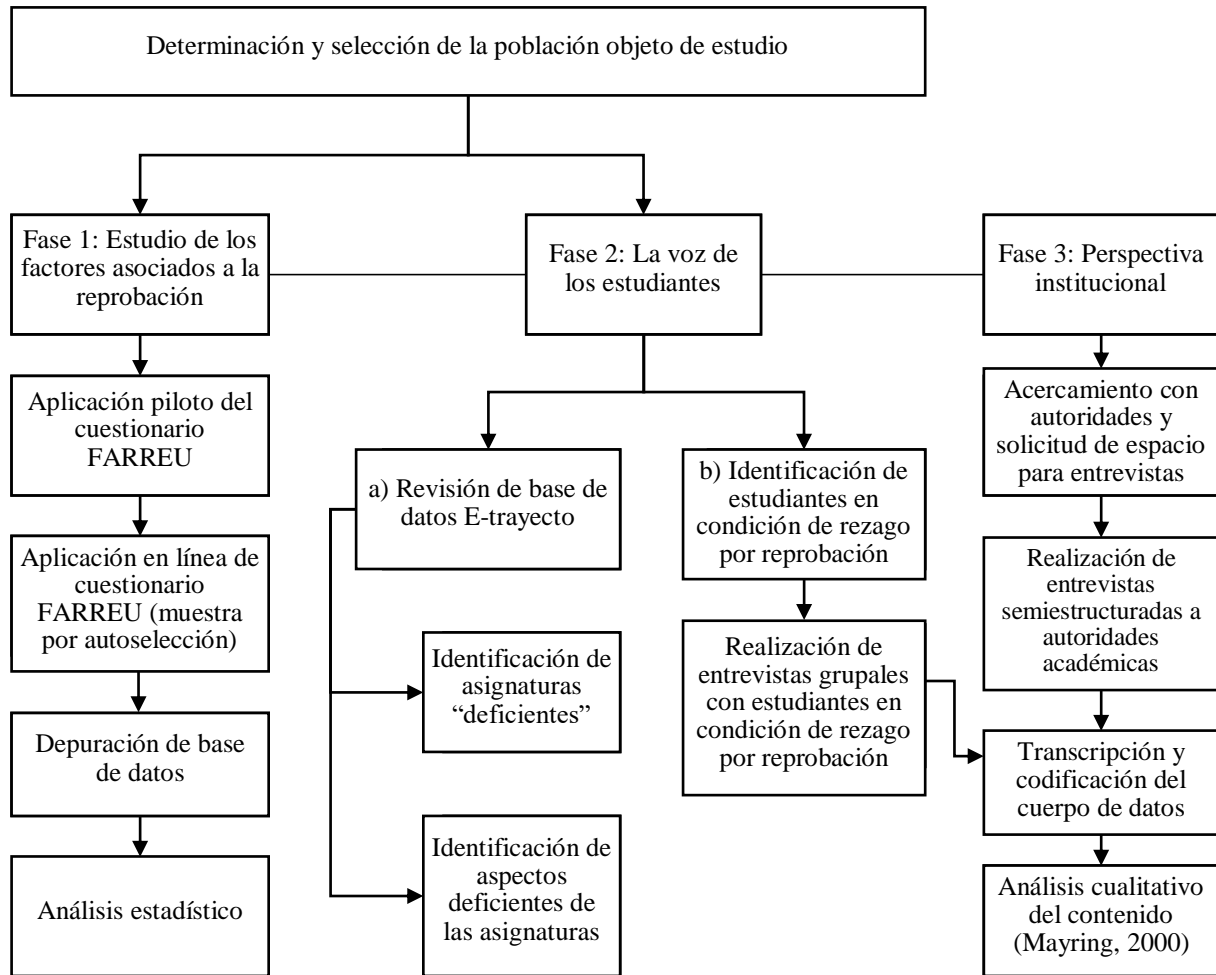 Determinación y selección de la población objeto de estudio
Fase 1: Estudio de los
factores asociados a la
reprobación
Fase 2: La voz de
los estudiantes
Fase 3: Perspectiva
institucional
Aplicación piloto del
cuestionario
FARREU
Aplicación en línea de
cuestionario
FARREU (muestra
por autoselección)
Depuración de base
de datos
Análisis estadístico
a) Revisión de base de
datos E-trayecto
Identificación de
asignaturas
“deficientes”
Identificación de
aspectos
deficientes de
las asignaturas
b) Identificación de
estudiantes en
condición de rezago
por reprobación
Realización de
entrevistas grupales
con estudiantes en
condición de rezago
por reprobación
Acercamiento con
autoridades y
solicitud de espacio
para entrevistas
Realización de
entrevistas
semiestructuradas a
autoridades
académicas
Transcripción y
codificación del
cuerpo de datos
Análisis cualitativo
del contenido
(Mayring, 2000)